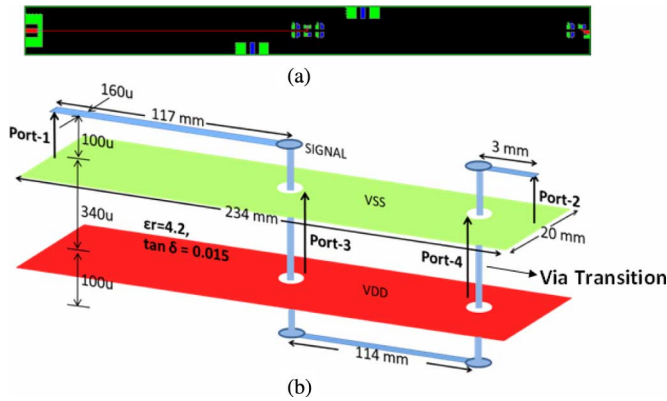 (a)
160u
117 mm
Port-1
100u
SIGNAL
3 mm
VSS
Port-2
234 mm
20 mm
340u
εr=4.2,
tan δ = 0.015
Port-3
Port-4
Via Transition
100u
VDD
114 mm
(b)